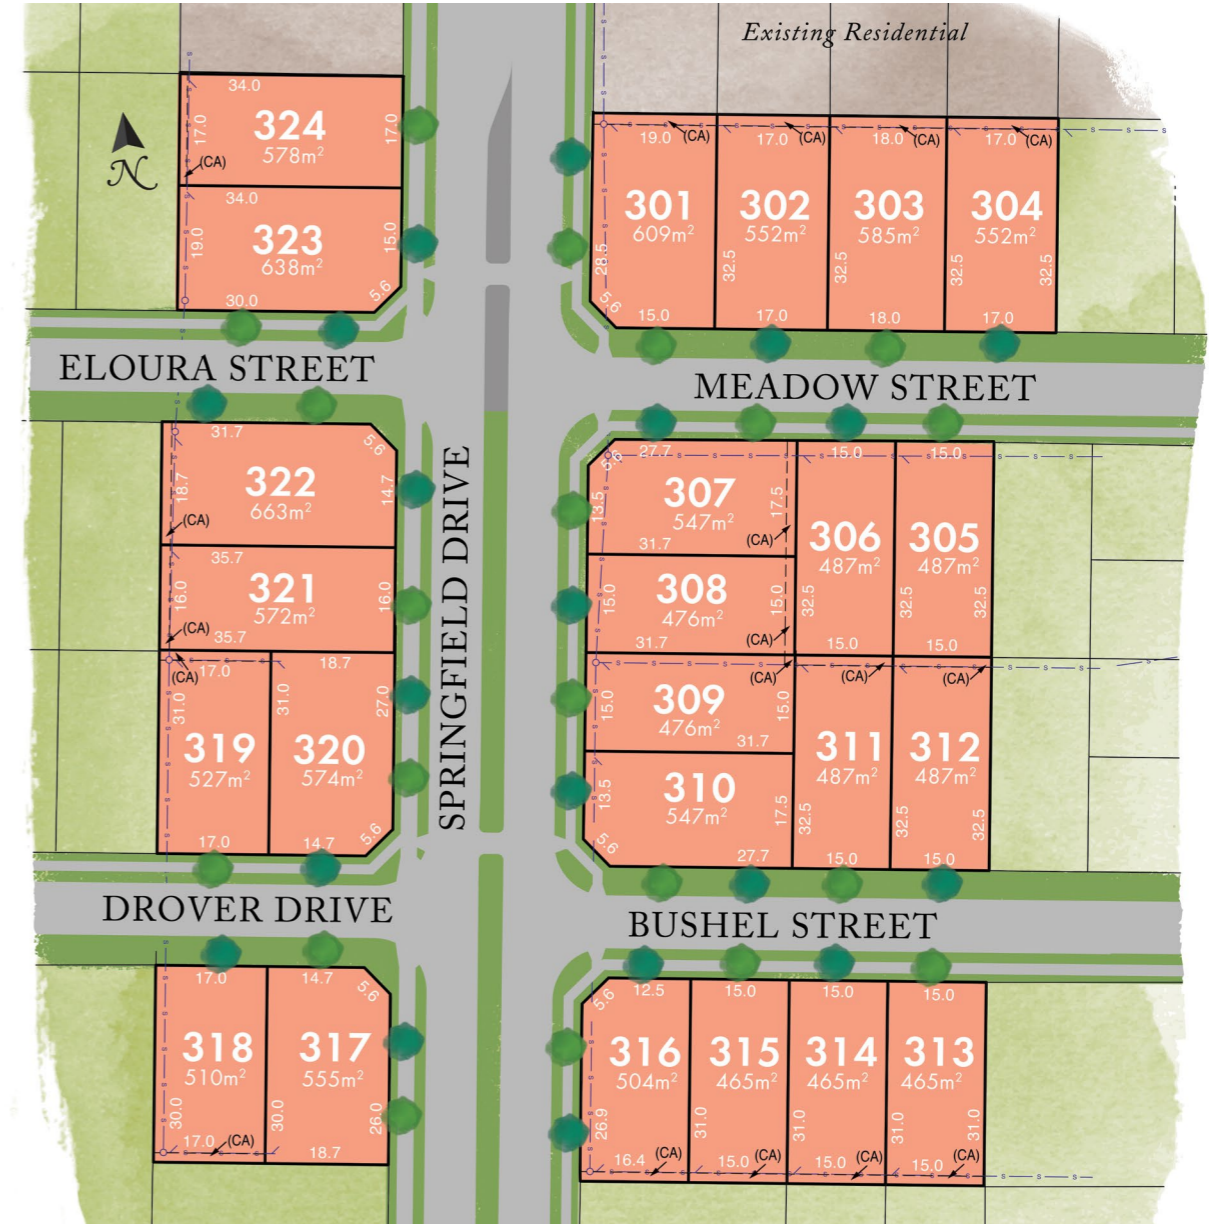 Existing Residential
N
34.0
17.0
324
578m²
17.0
(CA)
34.0
19.0
323
638m²
15.0
30.0
5.6
19.0
(CA)
301
609m²
28.5
5.6
15.0
17.0
(CA)
302
552m²
32.5
17.0
18.0
(CA)
303
585m²
32.5
18.0
17.0
(CA)
304
552m²
32.5
32.5
17.0
ELOURA STREET
MEADOW STREET
SPRINGFIELD DRIVE
31.7
5.6
18.7
322
663m²
14.7
(CA)
35.7
16.0
321
572m²
16.0
(CA)
35.7
(CA)
17.0
31.0
319
527m²
17.0
18.7
31.0
27.0
320
574m²
14.7
5.6
27.7
5.6
13.5
307
547m²
17.5
31.7
(CA)
308
476m²
15.0
15.0
31.7
(CA)
(CA)
15.0
309
476m²
15.0
31.7
310
547m²
13.5
17.5
5.6
27.7
15.0
306
487m²
32.5
15.0
15.0
305
487m²
32.5
32.5
15.0
(CA)
311
487m²
32.5
15.0
(CA)
312
487m²
32.5
32.5
15.0
DROVER DRIVE
BUSHEL STREET
17.0
318
510m²
30.0
17.0
(CA)
14.7
5.6
317
555m²
30.0
26.0
18.7
12.5
5.6
316
504m²
26.9
16.4
(CA)
15.0
315
465m²
31.0
15.0
(CA)
15.0
314
465m²
31.0
15.0
(CA)
15.0
313
465m²
31.0
31.0
15.0
(CA)